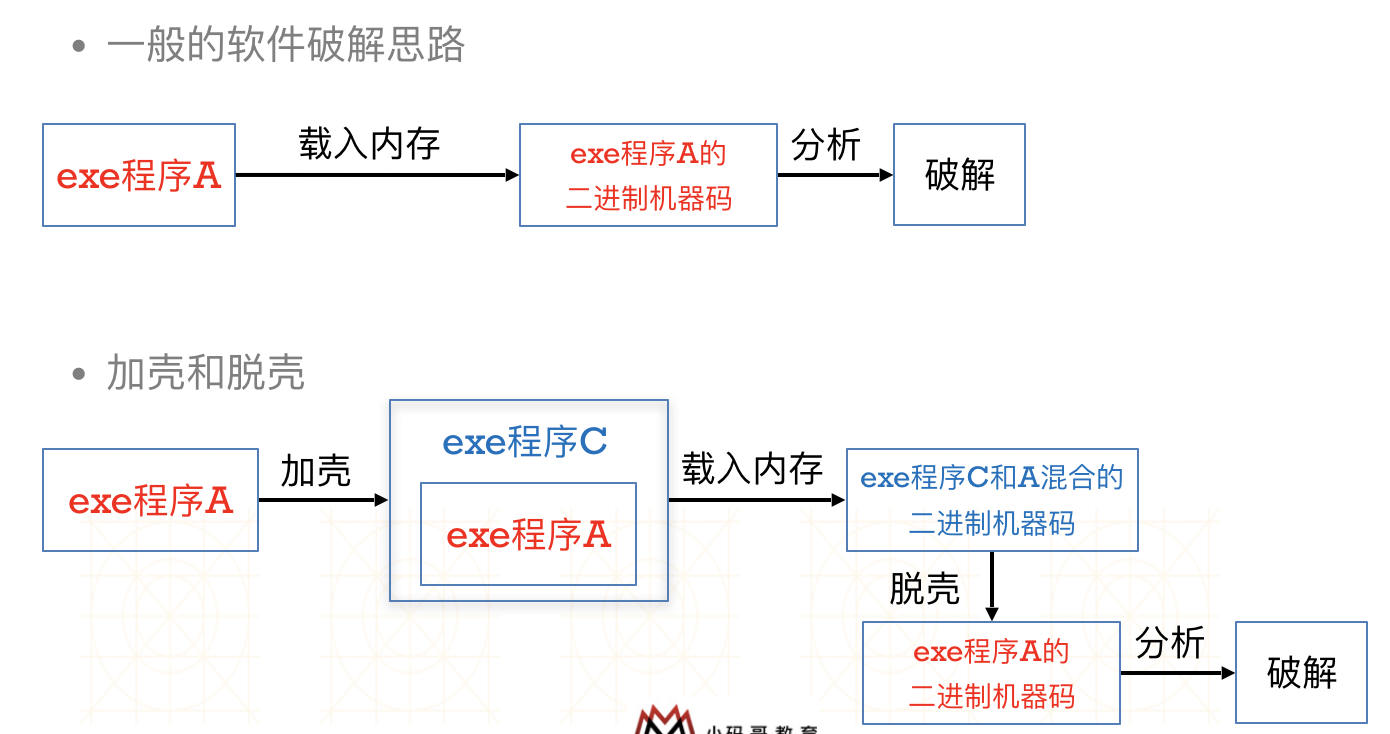 一般的软件破解思路
exe程序A
载入内存
exe程序A的
二进制机器码
分析
破解
加壳和脱壳
exe程序A
加壳
exe程序C
exe程序A
载入内存
exe程序C和A混合的
二进制机器码
脱壳
exe程序A的
二进制机器码
分析
破解
小码哥教育